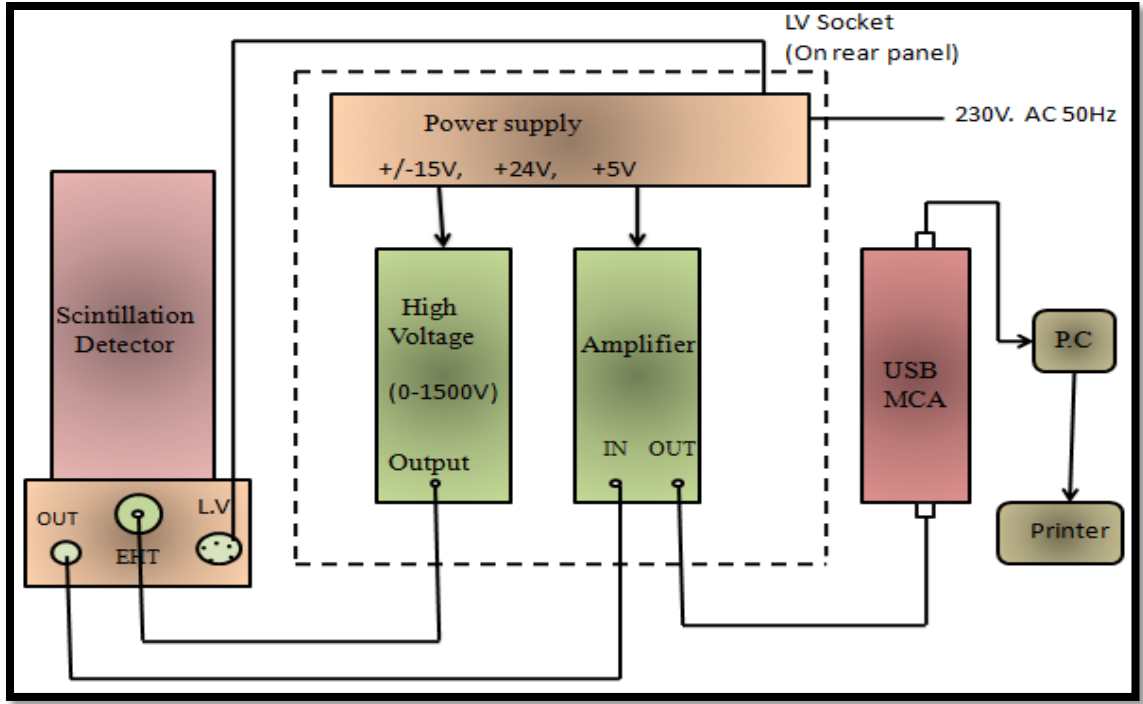 LV Socket
(On rear panel)
230V. AC 50Hz
Power supply
+/-15V, +24V, +5V
Scintillation
Detector
High
Voltage
(0-1500V)
Output
Amplifier
IN OUT
USB
MCA
P.C
Printer
OUT
EHT
L.V